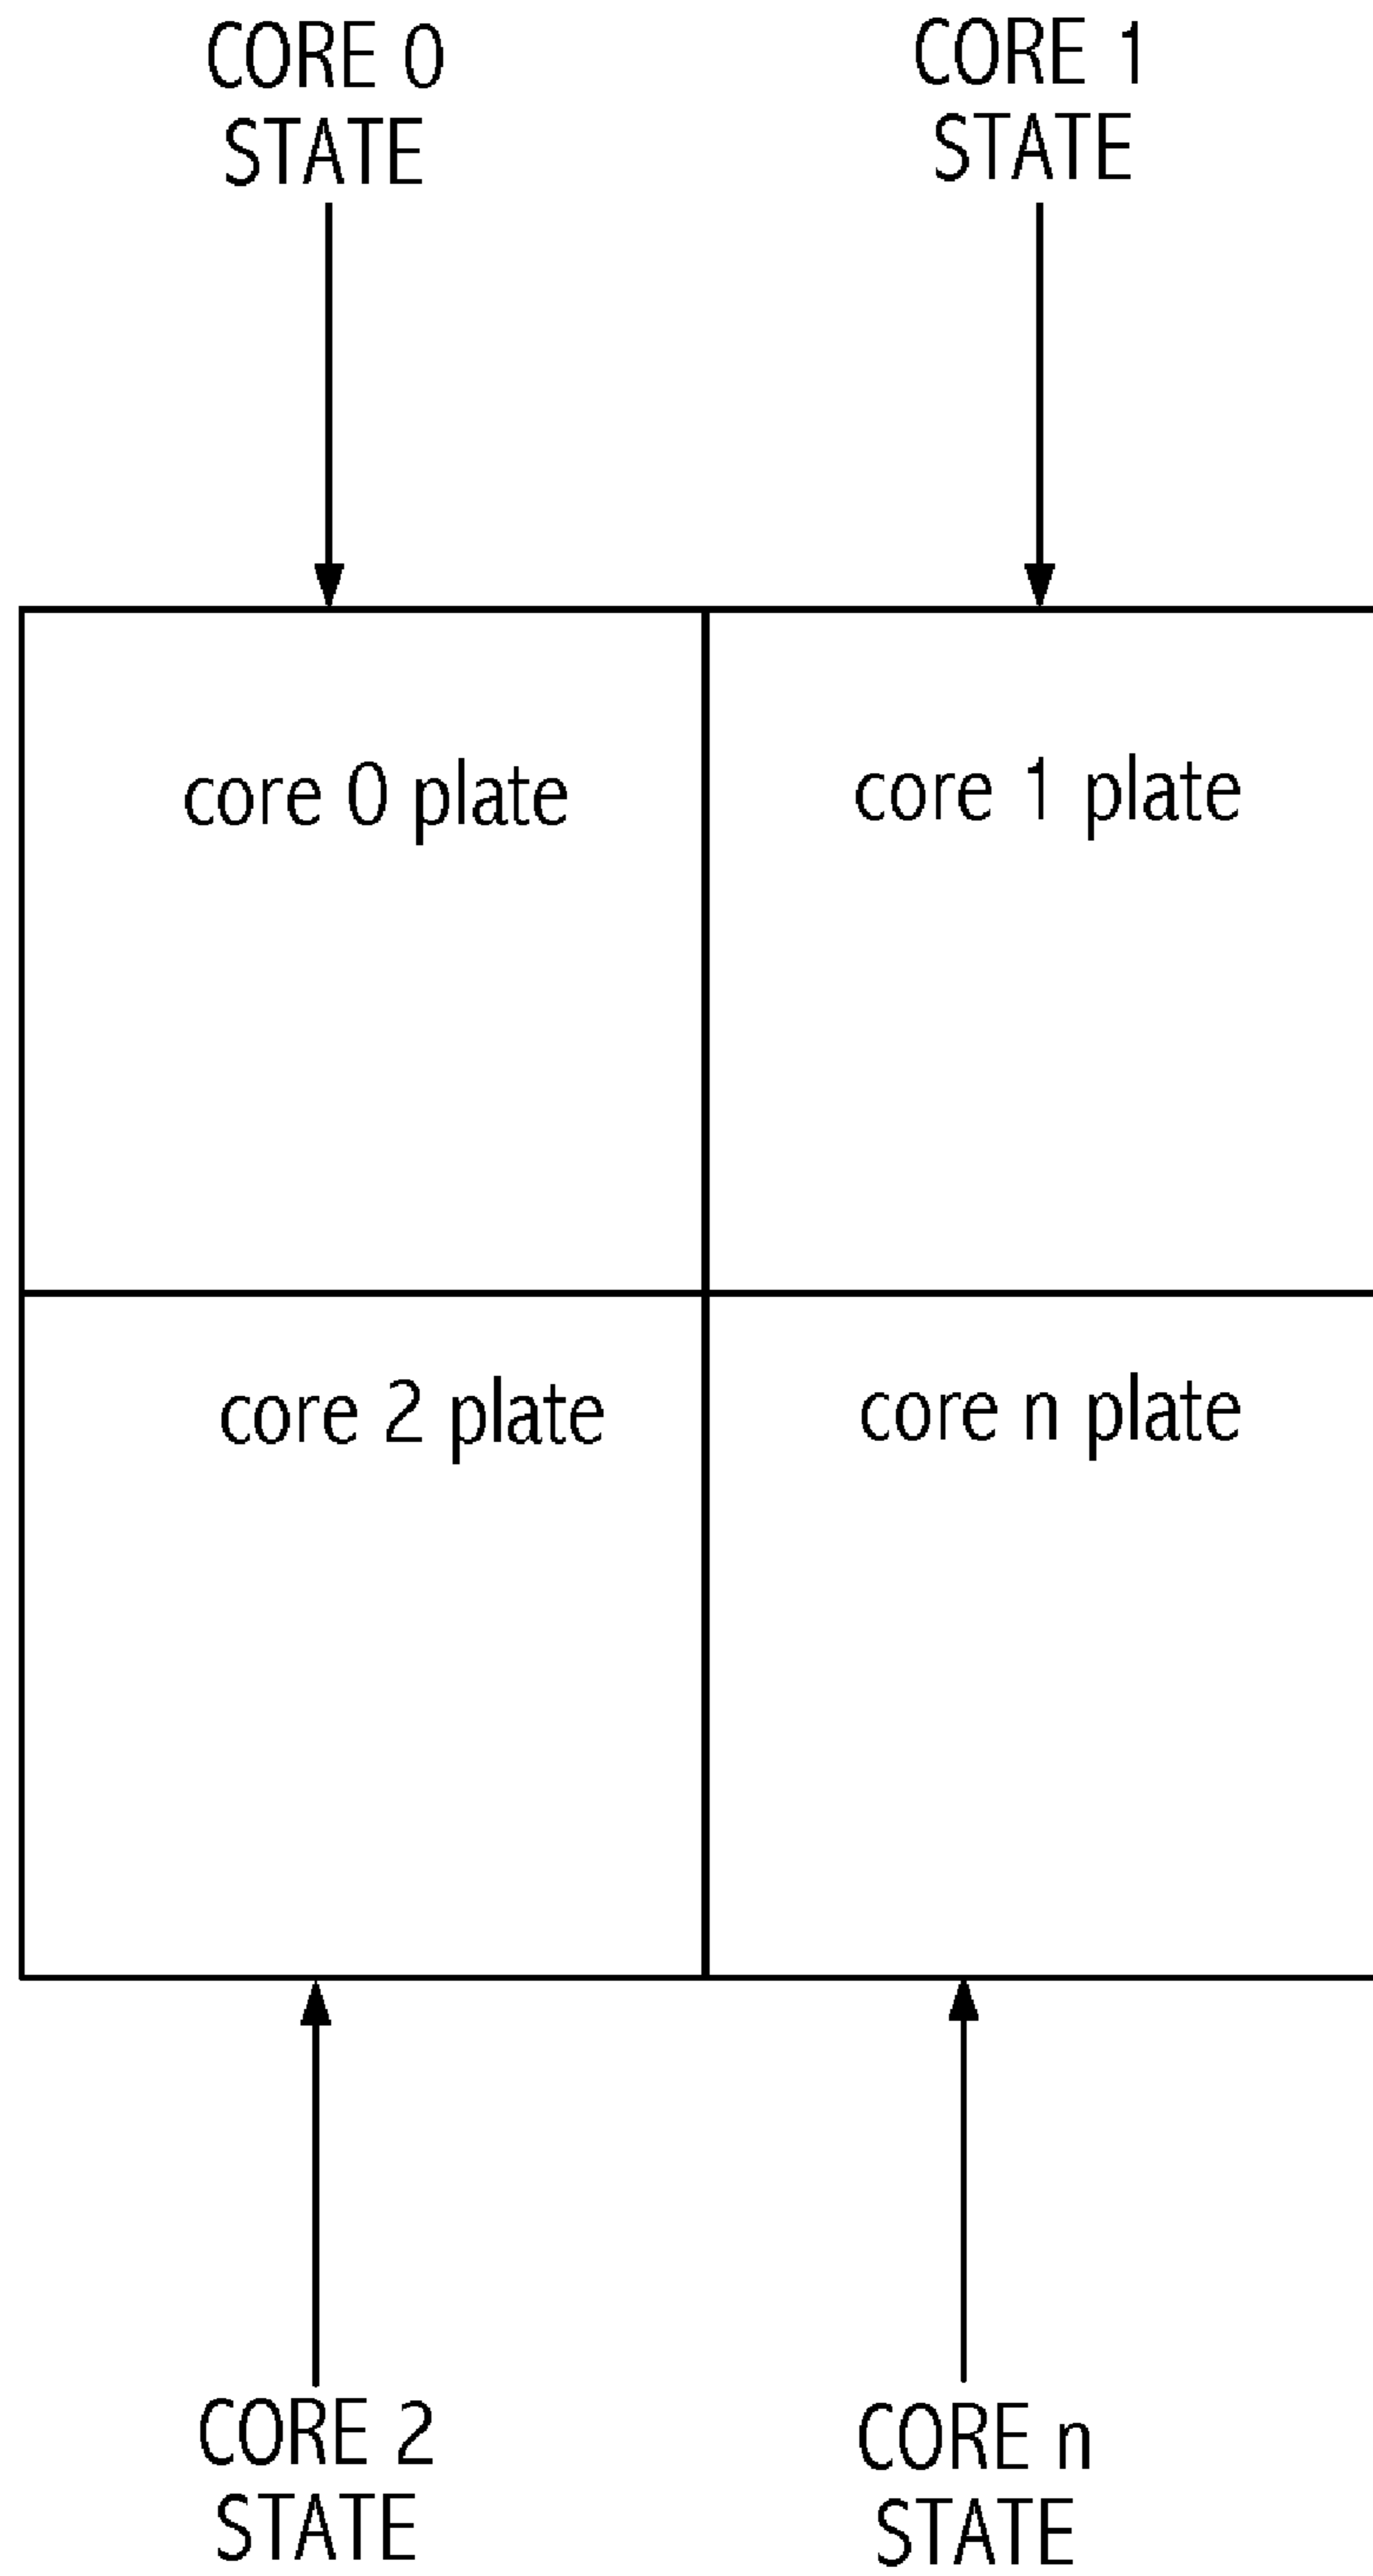 CORE 0
STATE
CORE 1
STATE
core 0 plate
core 1 plate
core 2 plate
core n plate
CORE 2
STATE
CORE n
STATE